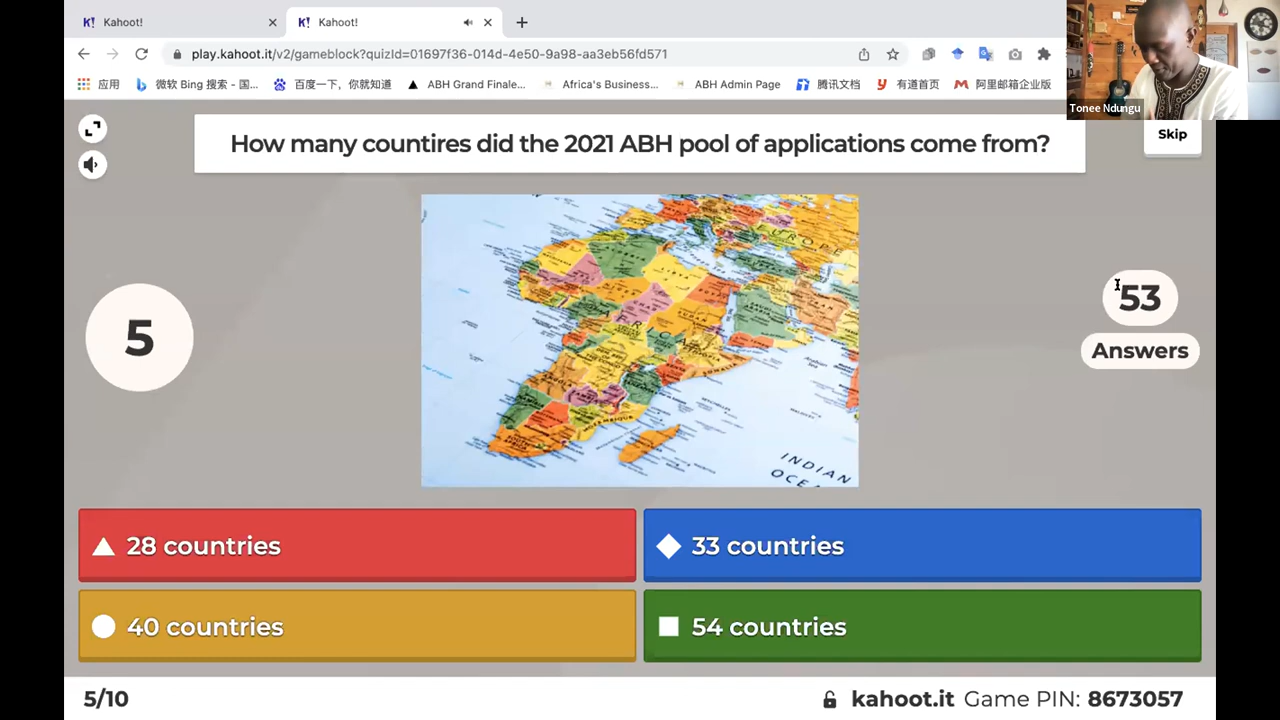 Kahoot!
Kahoot!
play.kahoot.it/v2/gameblock?quizId=01697f36-014d-4e50-9a98-aa3eb56fd571
应用
微软 Bing 搜索 - 国...
百度一下，你就知道
ABH Grand Finale...
Africa's Business...
ABH Admin Page
腾讯文档
有道首页
阿里邮箱企业版
Tonee Ndungu
How many countires did the 2021 ABH pool of applications come from?
Skip
EUROPE
AFRICA
INDIAN
5
53
Answers
28 countries
33 countries
40 countries
54 countries
5/10
kahoot.it Game PIN: 8673057